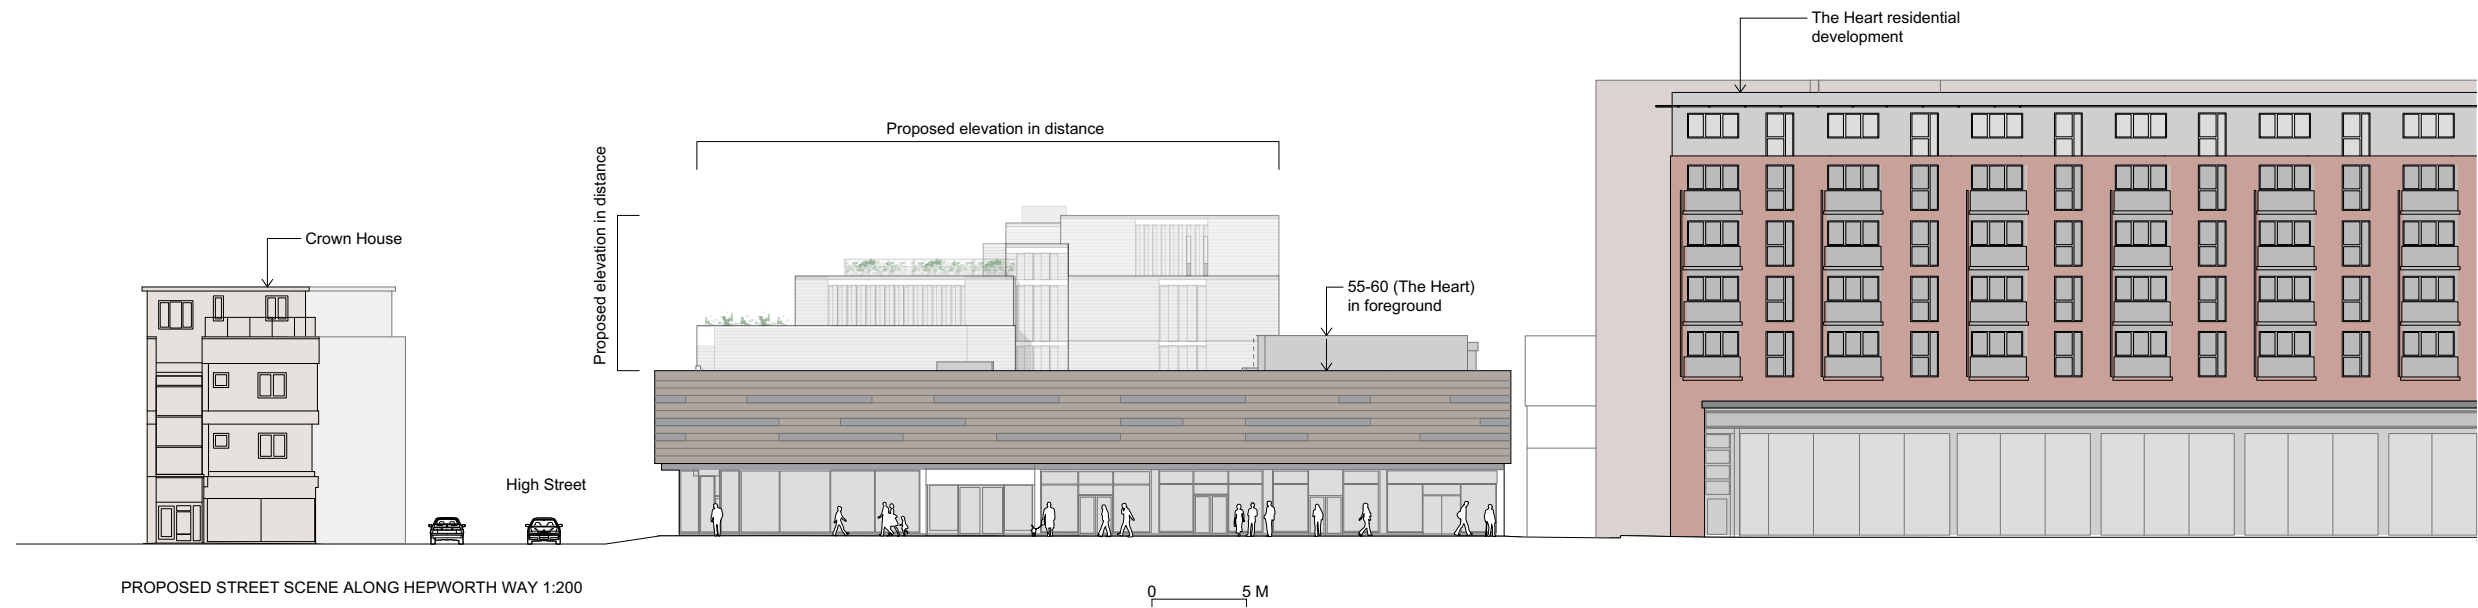 The Heart residential
development
Proposed elevation in distance
Proposed elevation in distance
Crown House
55-60 (The Heart)
in foreground
High Street
PROPOSED STREET SCENE ALONG HEPWORTH WAY 1:200
0 5 M